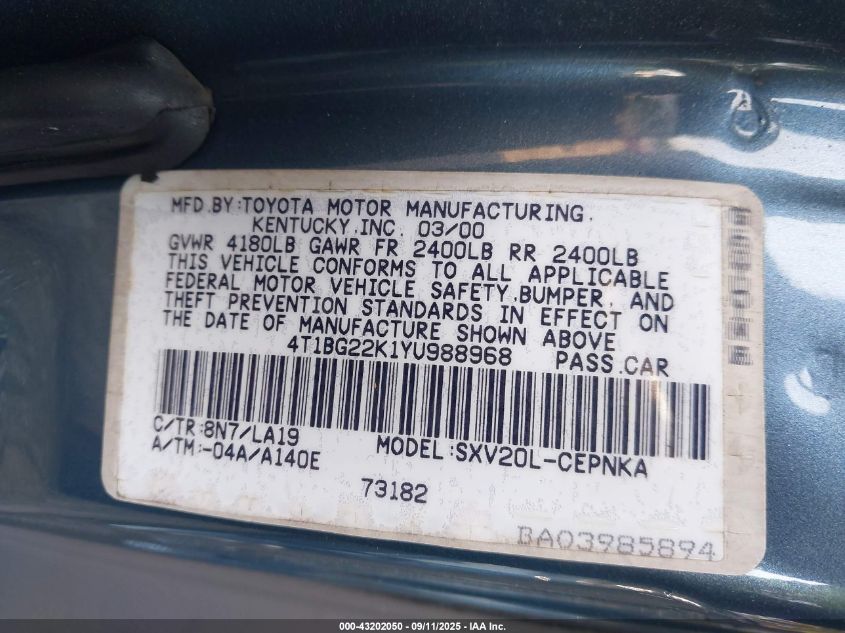 MFD.BY:TOYOTA MOTOR MANUFACTURING,
KENTUCKY,INC. 03/00
GVWR 4180LB GAWR FR 2400LB RR 2400LB
THIS VEHICLE CONFORMS TO ALL APPLICABLE
FEDERAL MOTOR VEHICLE SAFETY,BUMPER, AND
THEFT PREVENTION STANDARDS IN EFFECT ON
THE DATE OF MANUFACTURE SHOWN ABOVE
4T1BG22K1YU988968 PASS.CAR
C/TR:8N7/LA19 MODEL:SXV20L-CEPNKA
A/TM:-04A/A140E
73182
BA03985894
000-43202050 - 09/11/2025 - IAA Inc.